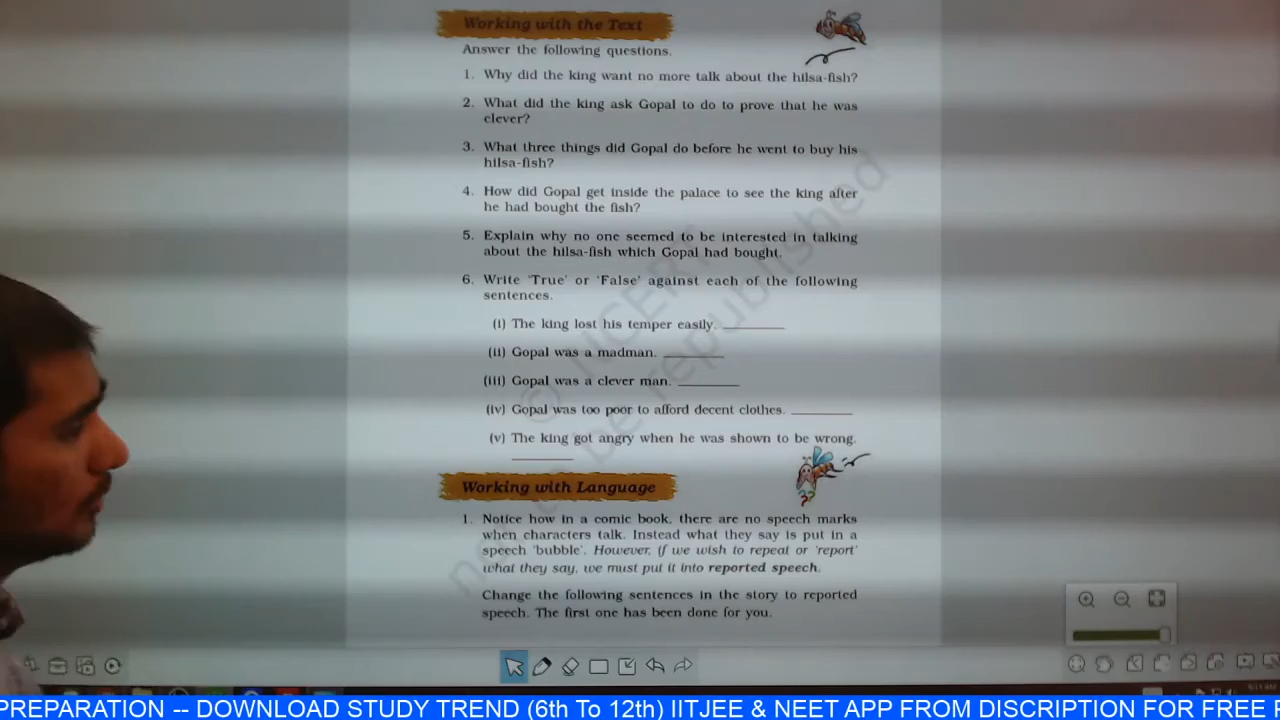 Working with the Text
Answer the following questions.
1. Why did the king want no more talk about the hilsa-fish?
2. What did the king ask Gopal to do to prove that he was
clever?
3. What three things did Gopal do before he went to buy his
hilsa-fish?
4. How did Gopal get inside the palace to see the king after
he had bought the fish?
5. Explain why no one seemed to be interested in talking
about the hilsa-fish which Gopal had bought.
6. Write 'True' or 'False' against each of the following
sentences.
(i) The king lost his temper easily. ________
(ii) Gopal was a madman. ________
(iii) Gopal was a clever man. ________
(iv) Gopal was too poor to afford decent clothes. ________
(v) The king got angry when he was shown to be wrong.
________
Working with Language
1. Notice how in a comic book, there are no speech marks
when characters talk. Instead what they say is put in a
speech 'bubble'. However, if we wish to repeat or 'report'
what they say, we must put it into reported speech.
Change the following sentences in the story to reported
speech. The first one has been done for you.
© NCERT
be republished
PREPARATION -- DOWNLOAD STUDY TREND (6th To 12th) IITJEE & NEET APP FROM DISCRIPTION FOR FREE